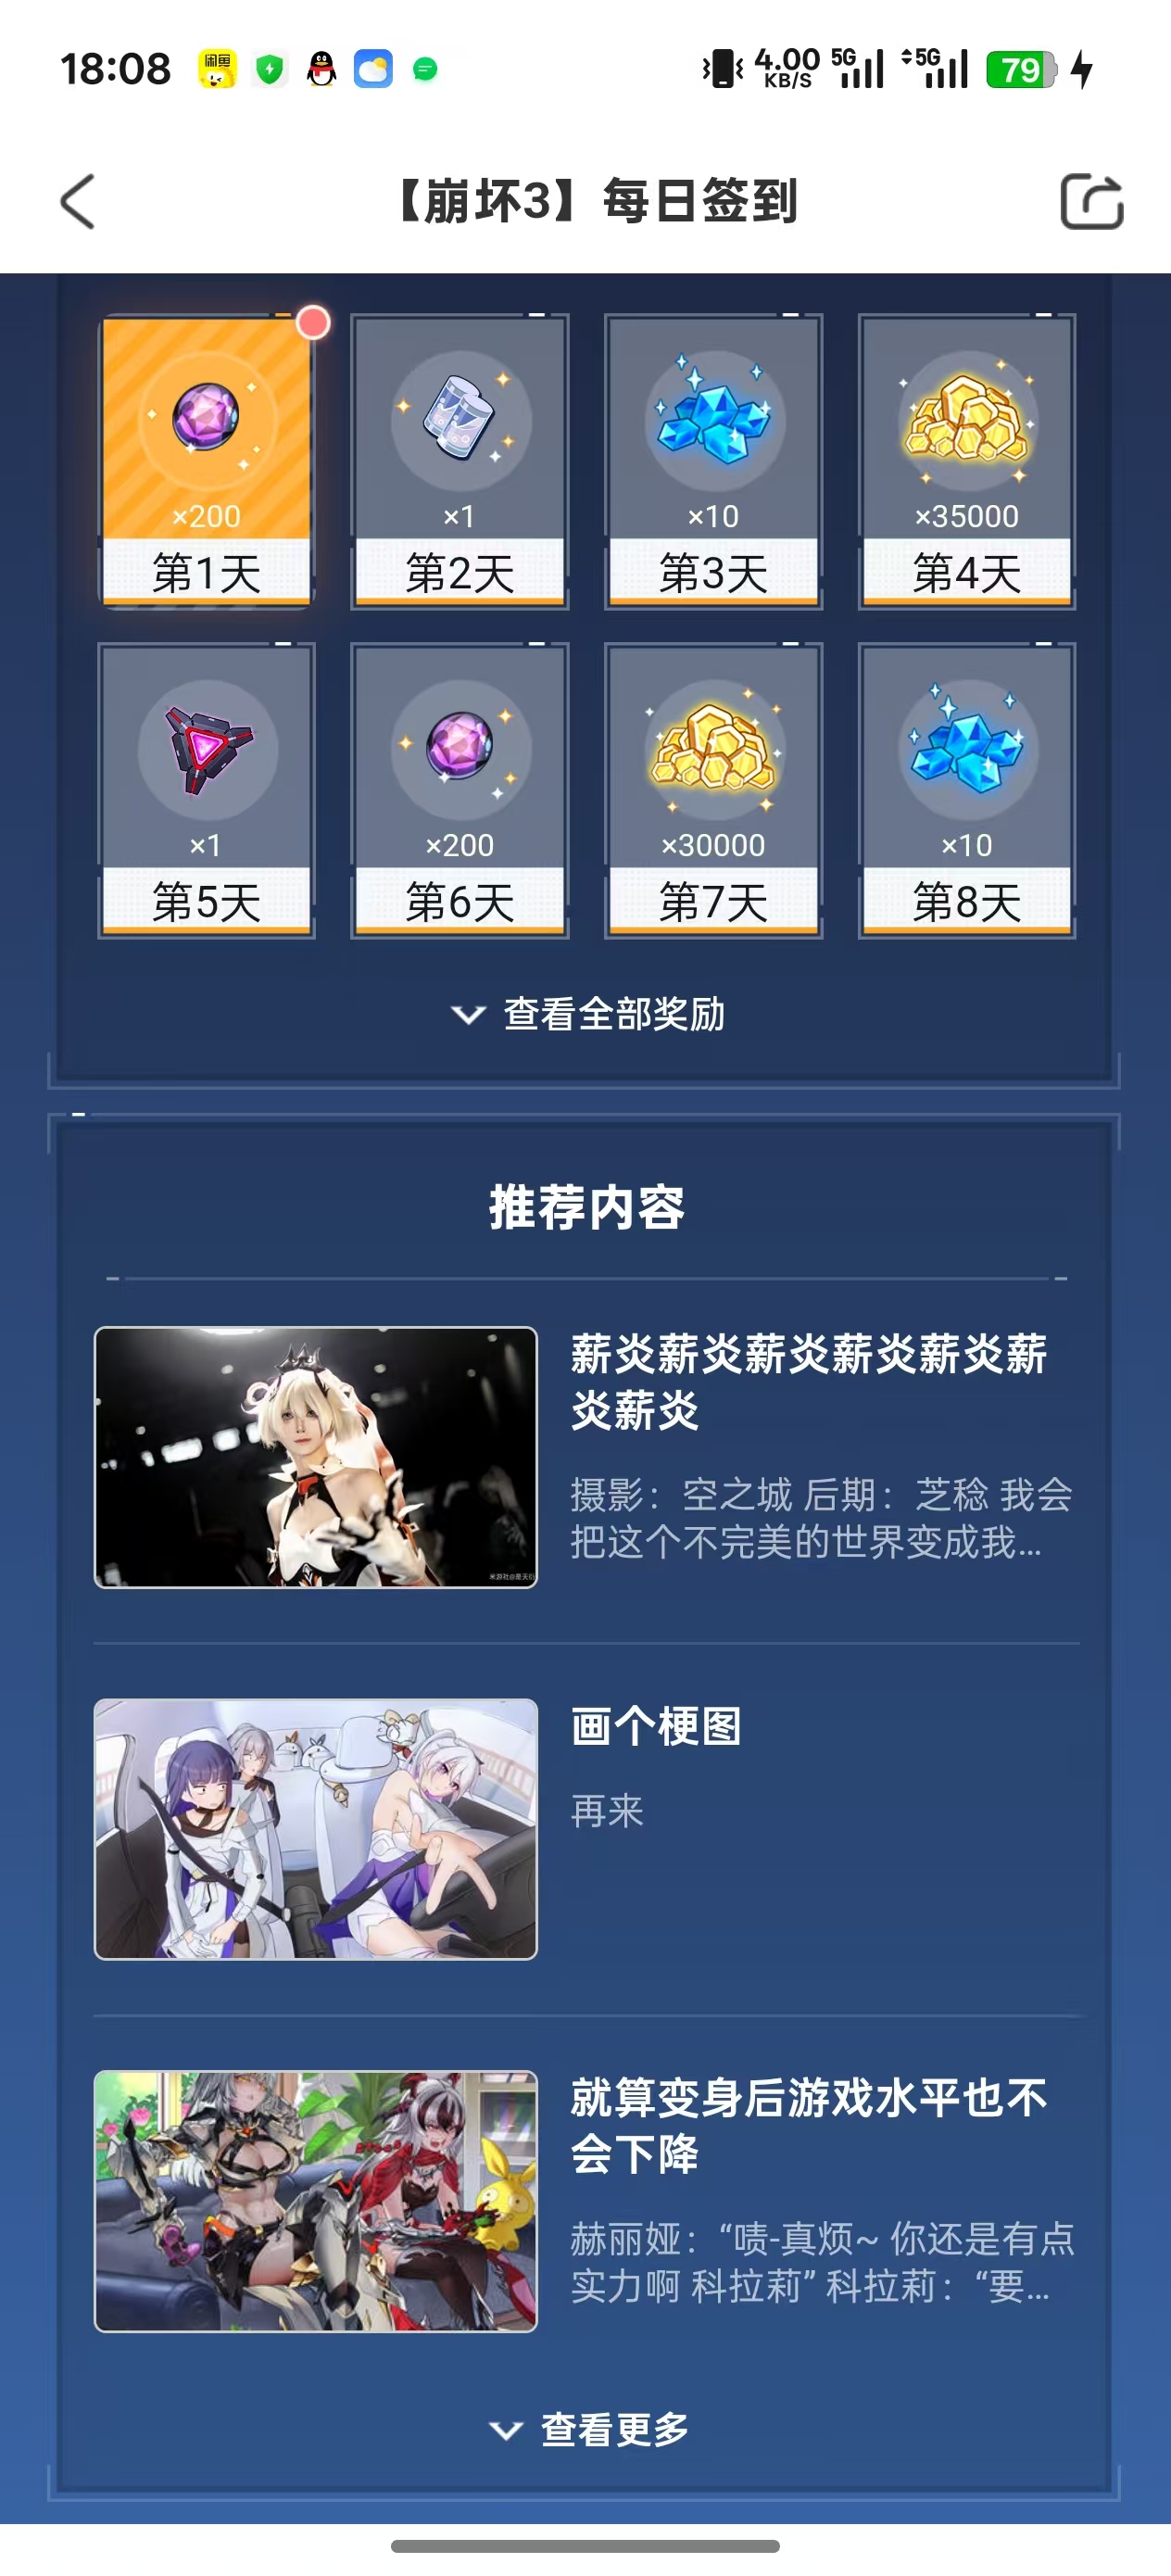 18:08
闲鱼
4.00
KB/S
5G
5G
79
【崩坏3】每日签到
×200
×1
×10
×35000
第1天
第2天
第3天
第4天
×1
×200
×30000
×10
第5天
第6天
第7天
第8天
查看全部奖励
推荐内容
薪炎薪炎薪炎薪炎薪炎薪
炎薪炎
摄影：空之城 后期：芝稔 我会
把这个不完美的世界变成我...
画个梗图
再来
就算变身后游戏水平也不
会下降
赫丽娅：“啧-真烦~ 你还是有点
实力啊 科拉莉” 科拉莉：“要...
查看更多